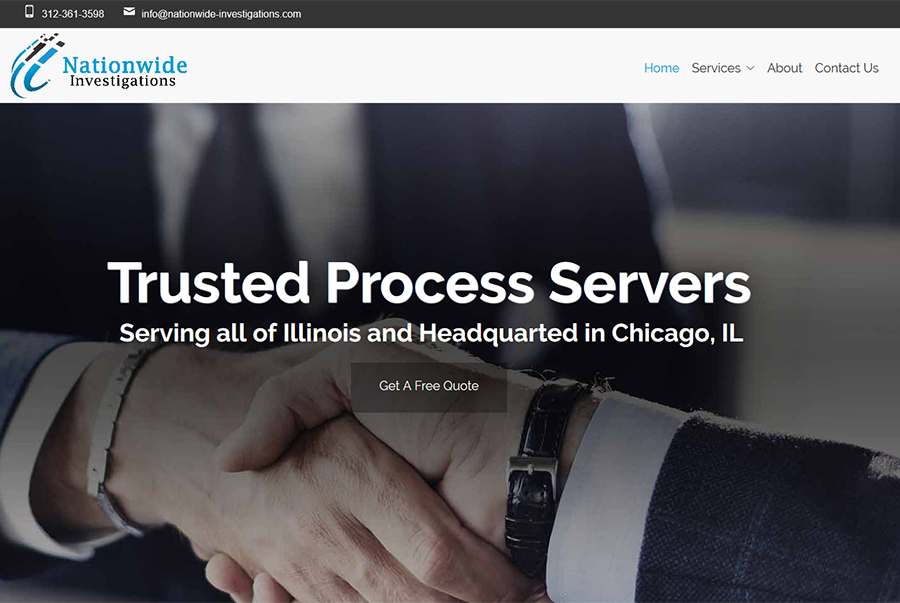 312-361-3598 info@nationwide-investigations.com
Nationwide
Investigations
Home Services About Contact Us
Trusted Process Servers
Serving all of Illinois and Headquarted in Chicago, IL
Get A Free Quote